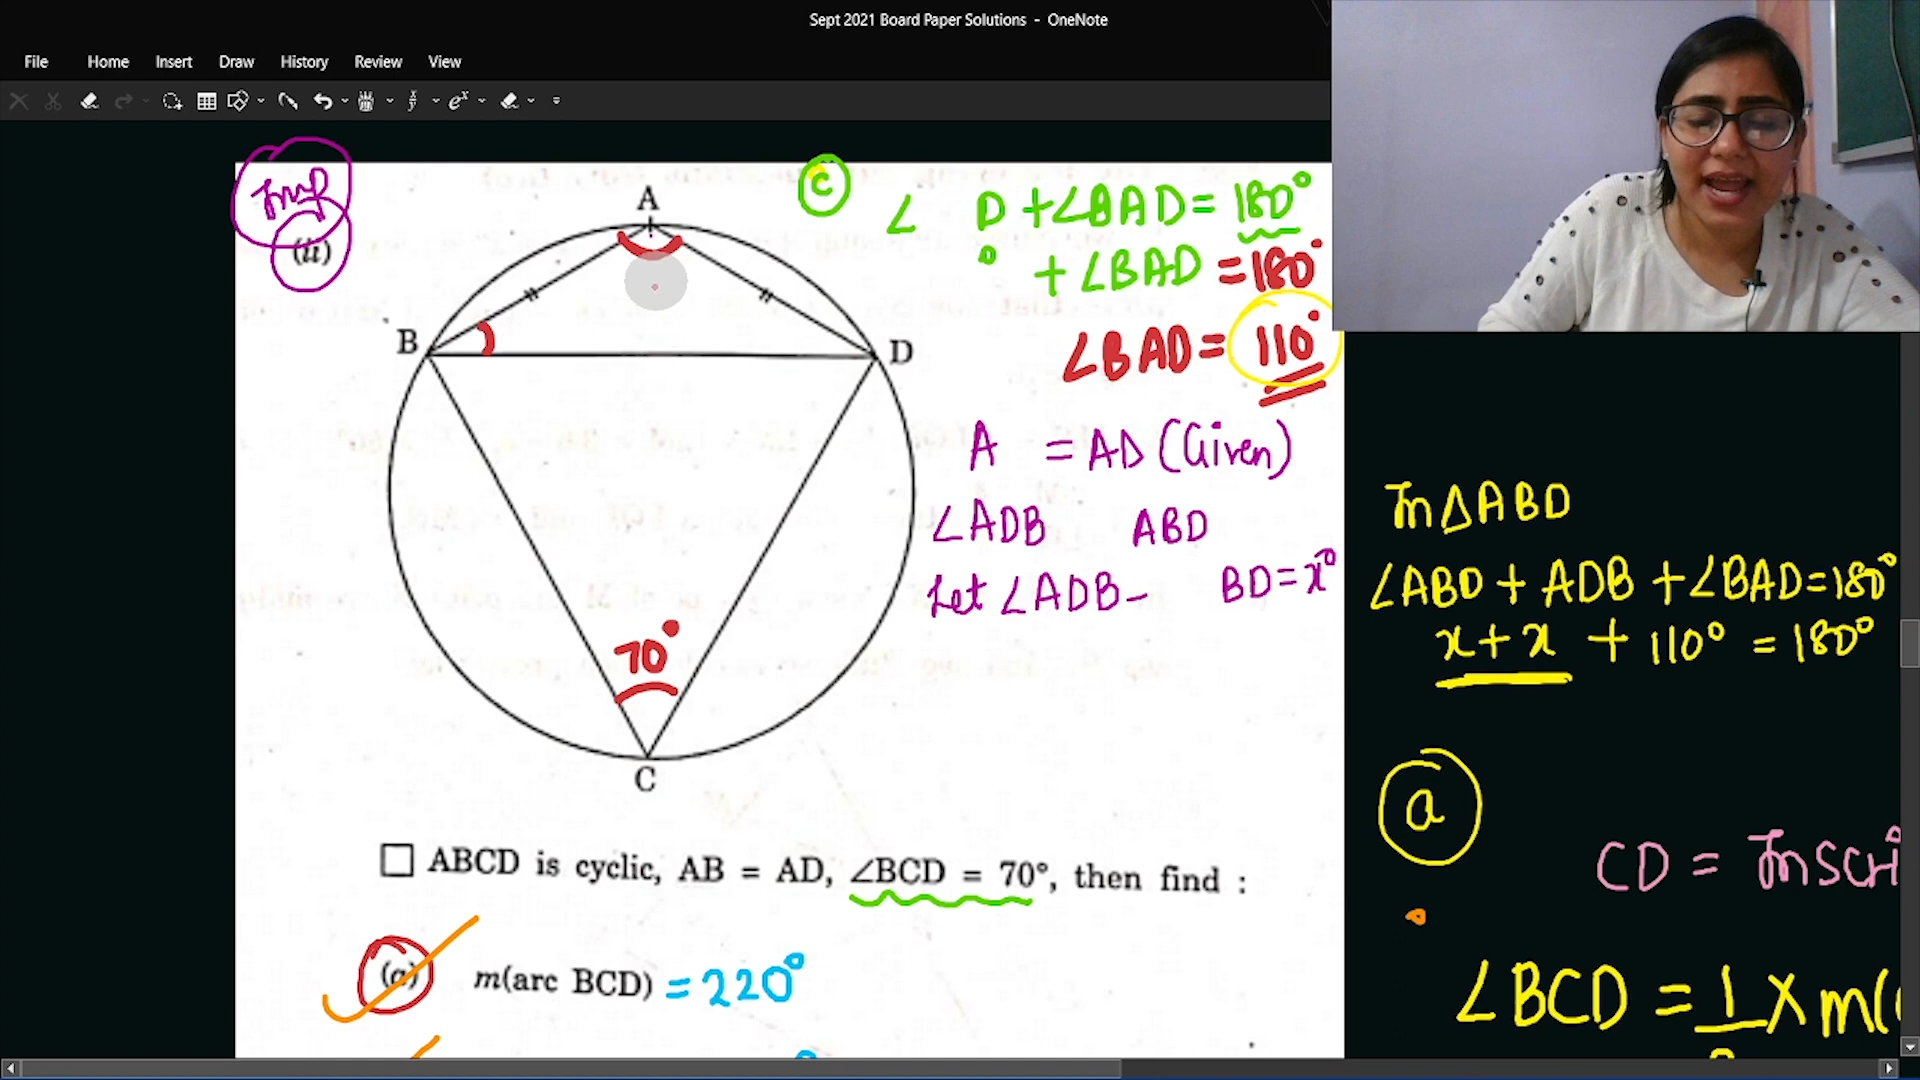 Sept 2021 Board Paper Solutions - OneNote
File Home Insert Draw History Review View
Imp
(ii)
A
B
D
C
70°
C
∠ D + ∠BAD = 180°
° + ∠BAD = 180°
∠BAD = 110°
A = AD (Given)
∠ADB ABD
Let ∠ADB - BD = x°
In △ABD
∠ABD + ADB + ∠BAD = 180°
x + x + 110° = 180°
a
CD = InSCri
∠BCD = 1 × m(
□ ABCD is cyclic, AB = AD, ∠BCD = 70°, then find :
(a) m(arc BCD) = 220°